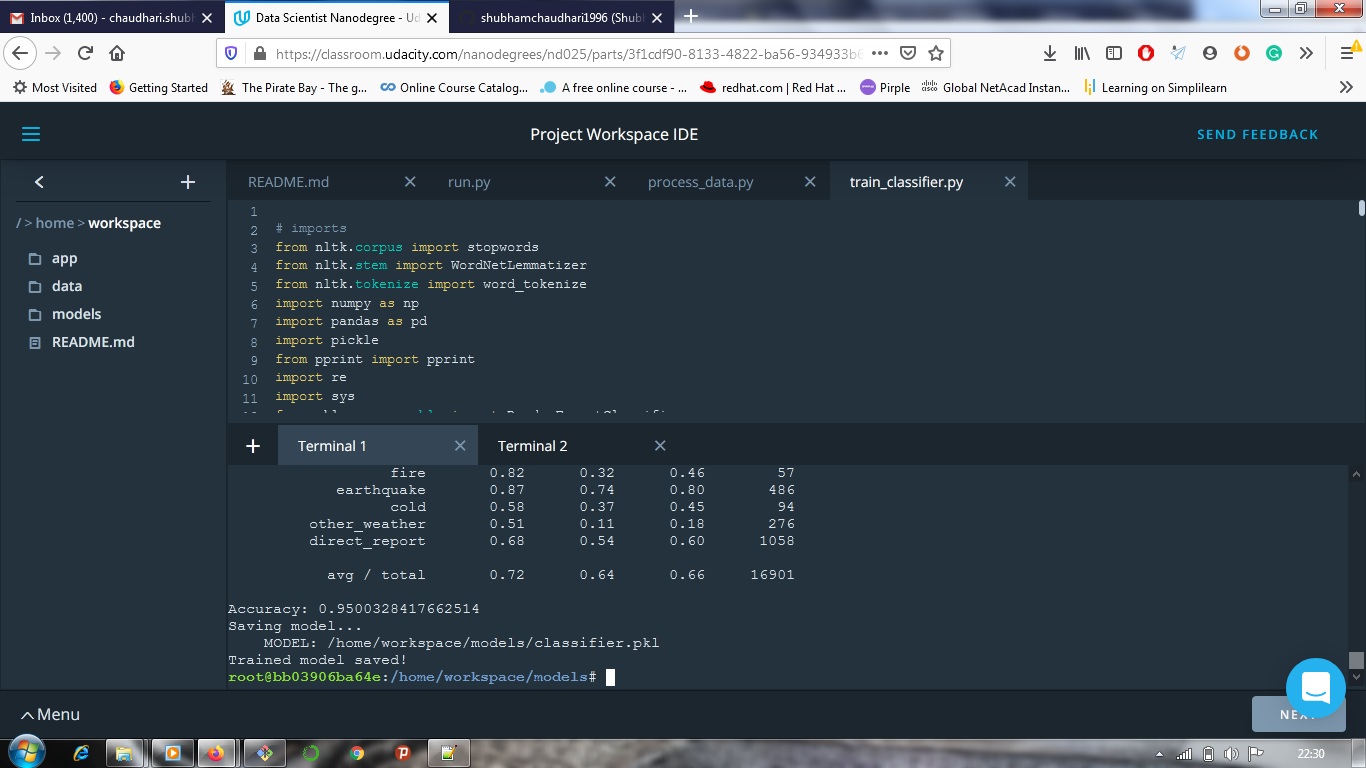 Inbox (1,400) - chaudhari.shubh
Data Scientist Nanodegree - Ud
shubhamchaudhari1996 (Shubh
https://classroom.udacity.com/nanodegrees/nd025/parts/3f1cdf90-8133-4822-ba56-934933b6
Most Visited
Getting Started
The Pirate Bay - The g...
Online Course Catalog...
A free online course - ...
redhat.com | Red Hat ...
Pirple
Global NetAcad Instan...
Learning on Simplilearn
Project Workspace IDE
SEND FEEDBACK
/ > home > workspace
app
data
models
README.md
README.md
run.py
process_data.py
train_classifier.py
1
2 # imports
3 from nltk.corpus import stopwords
4 from nltk.stem import WordNetLemmatizer
5 from nltk.tokenize import word_tokenize
6 import numpy as np
7 import pandas as pd
8 import pickle
9 from pprint import pprint
10 import re
11 import sys
Terminal 1
Terminal 2
fire 0.82 0.32 0.46 57
earthquake 0.87 0.74 0.80 486
cold 0.58 0.37 0.45 94
other_weather 0.51 0.11 0.18 276
direct_report 0.68 0.54 0.60 1058
avg / total 0.72 0.64 0.66 16901
Accuracy: 0.9500328417662514
Saving model...
MODEL: /home/workspace/models/classifier.pkl
Trained model saved!
root@bb03906ba64e:/home/workspace/models#
Menu
22:30